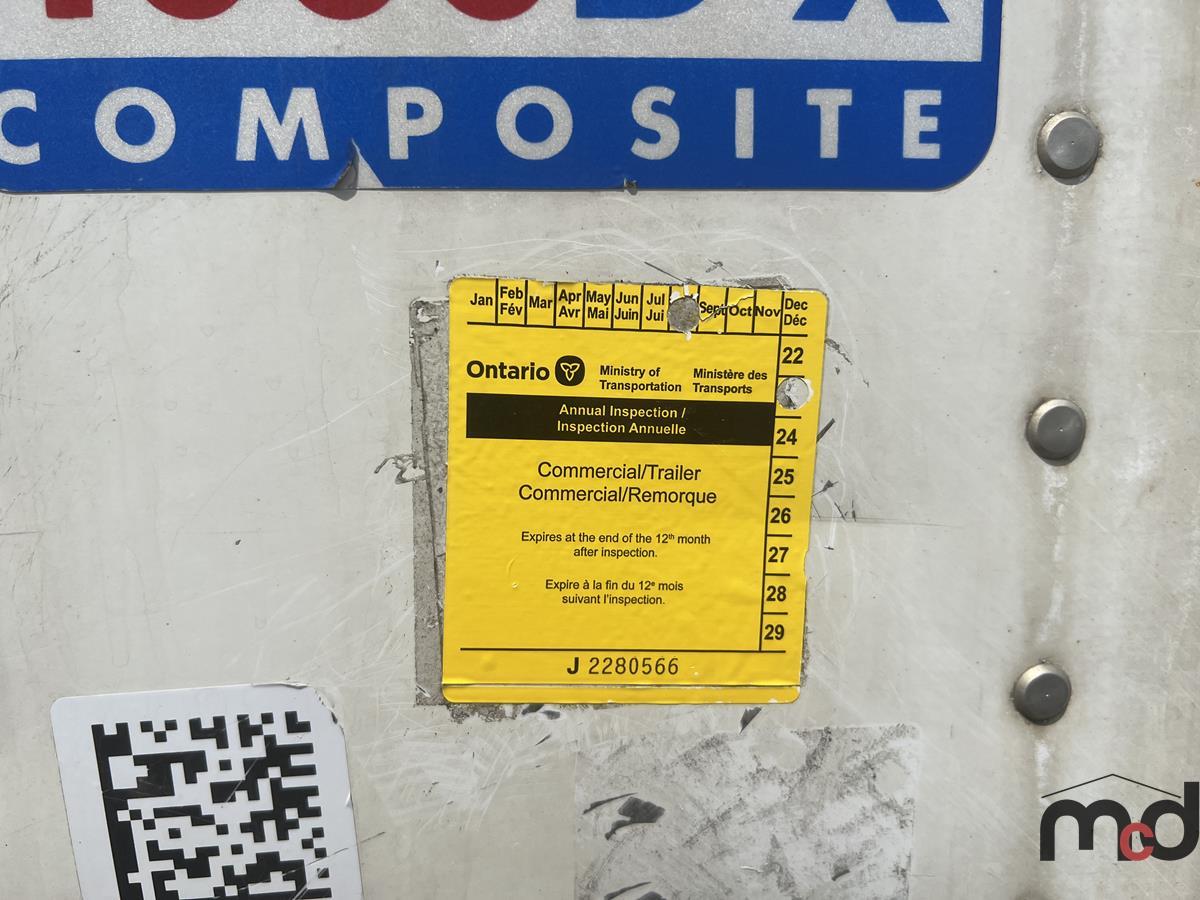 COMPOSITE
Jan Feb Fév Mar Apr Avr May Mai Jun Juin Jul Jui Sept Oct Nov Dec Déc
22
Ontario Ministry of Transportation Ministère des Transports
Annual Inspection /
Inspection Annuelle
24
Commercial/Trailer
Commercial/Remorque
25
26
Expires at the end of the 12th month
after inspection.
27
Expire à la fin du 12e mois
suivant l'inspection.
28
29
J 2280566
mcd